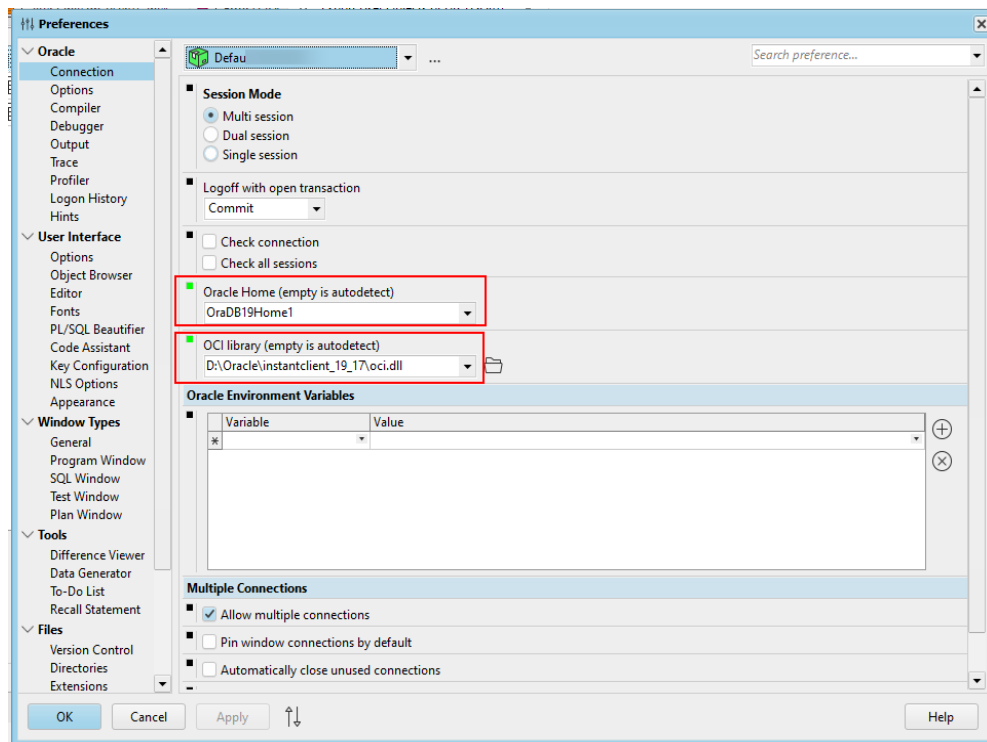 Preferences
Oracle
Connection
Options
Compiler
Debugger
Output
Trace
Profiler
Logon History
Hints
User Interface
Options
Object Browser
Editor
Fonts
PL/SQL Beautifier
Code Assistant
Key Configuration
NLS Options
Appearance
Window Types
General
Program Window
SQL Window
Test Window
Plan Window
Tools
Difference Viewer
Data Generator
To-Do List
Recall Statement
Files
Version Control
Directories
Extensions
Defau
...
Search preference...
Session Mode
Multi session
Dual session
Single session
Logoff with open transaction
Commit
Check connection
Check all sessions
Oracle Home (empty is autodetect)
OraDB19Home1
OCI library (empty is autodetect)
D:\Oracle\instantclient_19_17\oci.dll
Oracle Environment Variables
Variable Value
Multiple Connections
Allow multiple connections
Pin window connections by default
Automatically close unused connections
OK Cancel Apply Help